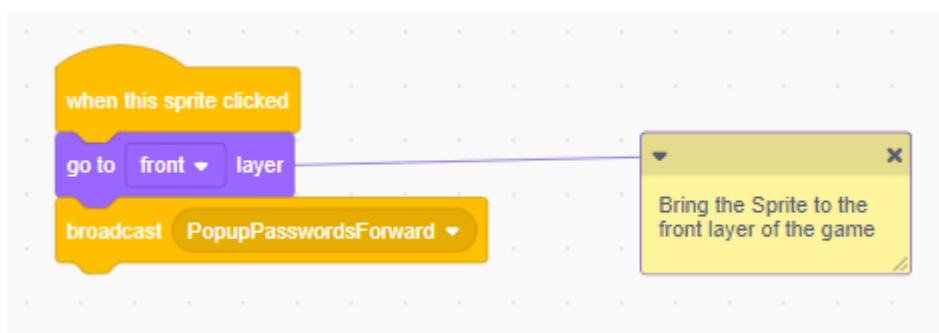 when this sprite clicked
go to front layer
broadcast PopupPasswordsForward
Bring the Sprite to the
front layer of the game